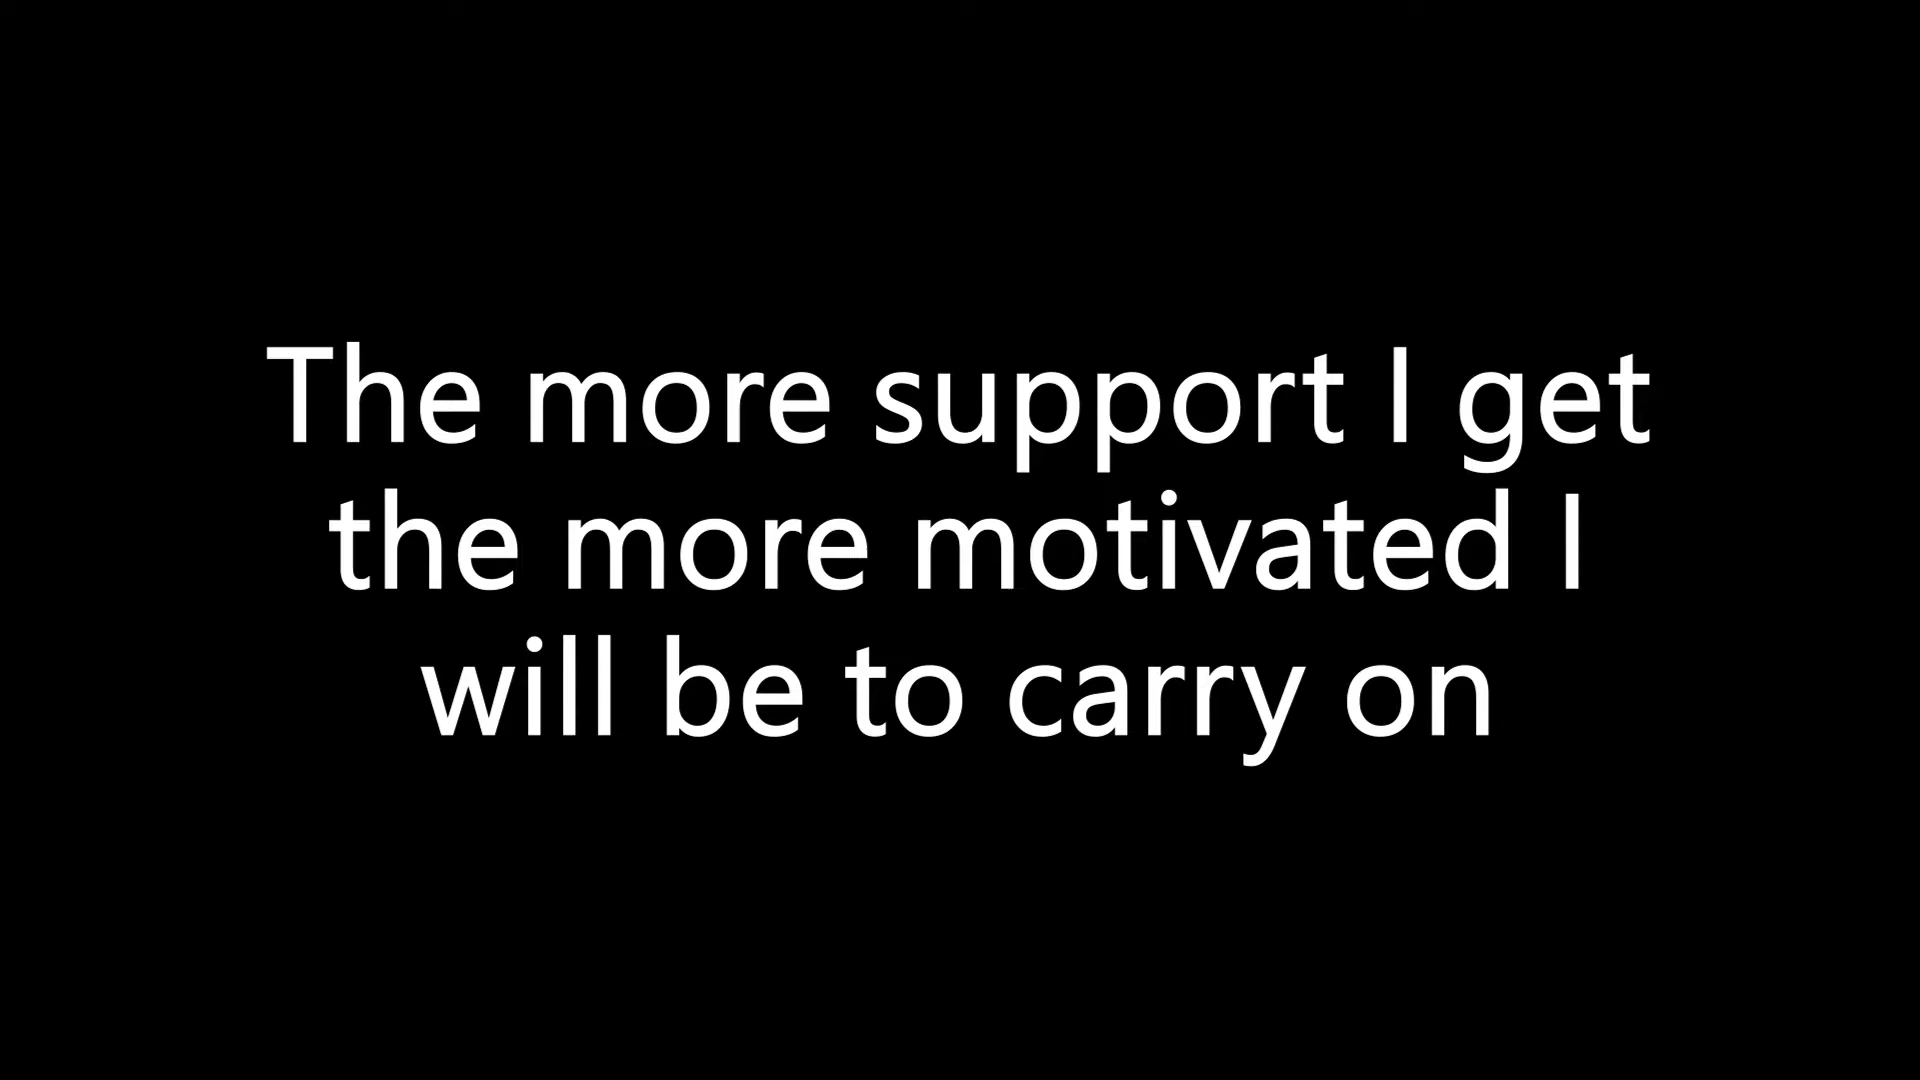 The more support I get
the more motivated I
will be to carry on